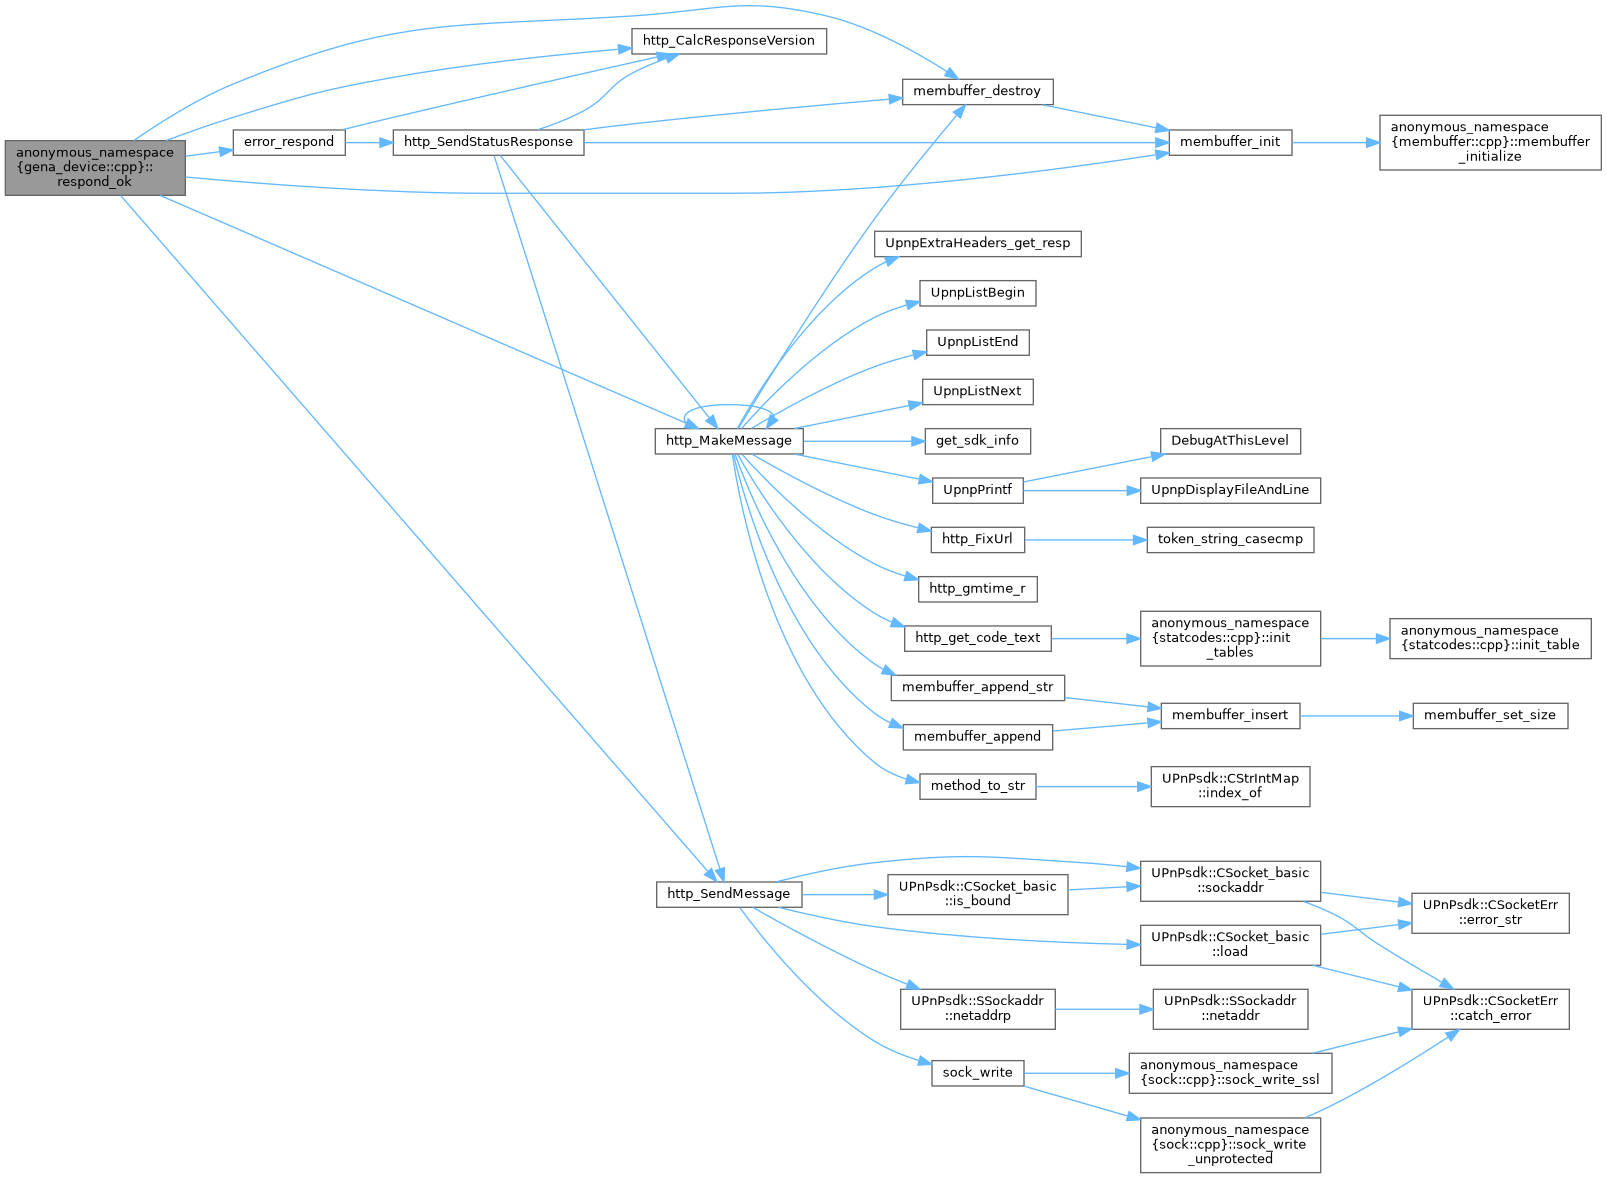 anonymous_namespace
{gena_device::cpp}::
respond_ok
error_respond
http_SendStatusResponse
http_CalcResponseVersion
membuffer_destroy
membuffer_init
anonymous_namespace
{membuffer::cpp}::membuffer
_initialize
http_MakeMessage
UpnpExtraHeaders_get_resp
UpnpListBegin
UpnpListEnd
UpnpListNext
get_sdk_info
UpnpPrintf
DebugAtThisLevel
UpnpDisplayFileAndLine
http_FixUrl
token_string_casecmp
http_gmtime_r
http_get_code_text
anonymous_namespace
{statcodes::cpp}::init
_tables
anonymous_namespace
{statcodes::cpp}::init_table
membuffer_append_str
membuffer_append
membuffer_insert
membuffer_set_size
method_to_str
UPnPsdk::CStrIntMap
::index_of
http_SendMessage
UPnPsdk::CSocket_basic
::is_bound
UPnPsdk::CSocket_basic
::sockaddr
UPnPsdk::CSocket_basic
::load
UPnPsdk::CSocketErr
::error_str
UPnPsdk::CSocketErr
::catch_error
UPnPsdk::SSockaddr
::netaddrp
UPnPsdk::SSockaddr
::netaddr
sock_write
anonymous_namespace
{sock::cpp}::sock_write_ssl
anonymous_namespace
{sock::cpp}::sock_write
_unprotected